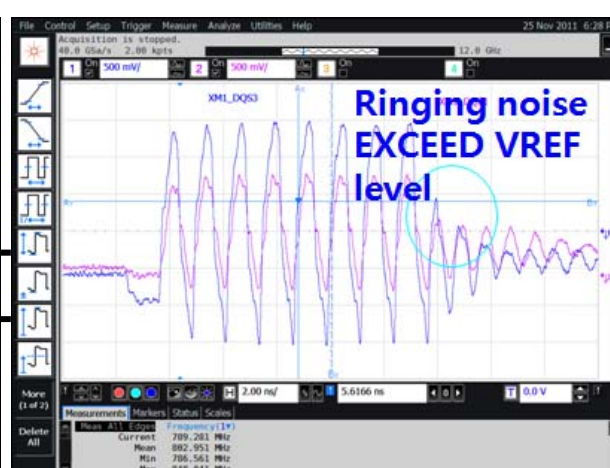 File Control Setup Trigger Measure Analyze Utilities Help 25 Nov 2011 6:28 P
Acquisition is stopped.
40.0 GSa/s 2.00 kpts 12.0 GHz
1 On 500 mV/ 2 On 500 mV/ 3 On 4 On
XM1_DQS3
Ringing noise
EXCEED VREF
level
More
(1 of 2)
Delete
All
H 2.00 ns/ 5.6166 ns 0 T 0.0 V
Measurements Markers Status Scales
Meas All Edges Frequency(1▼)
Current 789.281 MHz
Mean 802.951 MHz
Min 786.561 MHz